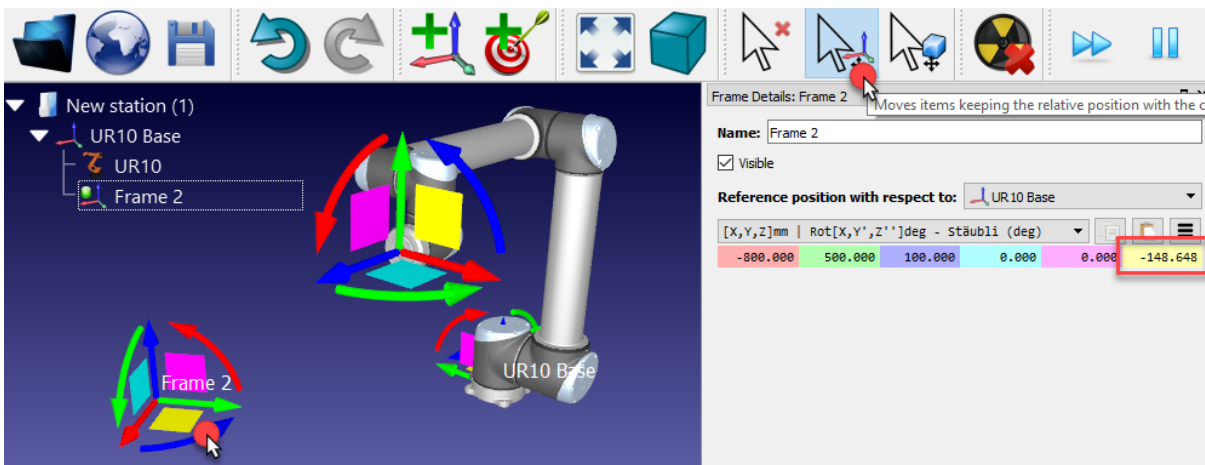 New station (1)
UR10 Base
UR10
Frame 2
Frame 2
UR10 Base
Frame Details: Frame 2
Moves items keeping the relative position with the c
Name: Frame 2
Visible
Reference position with respect to: UR10 Base
[X,Y,Z]mm | Rot[X,Y',Z'']deg - Stäubli (deg)
-800.000 500.000 100.000 0.000 0.000 -148.648